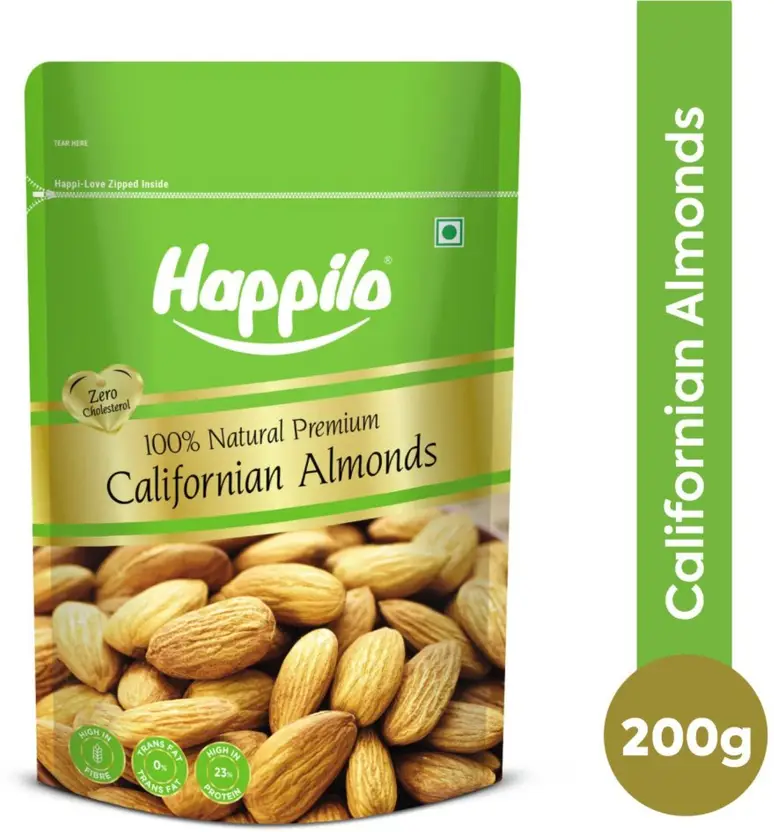 TEAR HERE
Happi-Love Zipped Inside
Happilo®
Zero
Cholesterol
100% Natural Premium
Californian Almonds
HIGH IN
FIBRE
TRANS FAT
0%
TRANS FAT
HIGH IN
23%
PROTEIN
Californian Almonds
200g